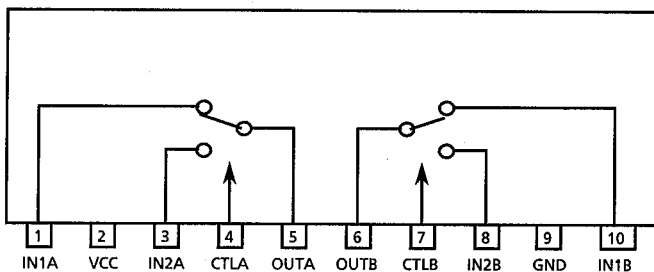 1 2 3 4 5 6 7 8 9 10
IN1A VCC IN2A CTLA OUTA OUTB CTLB IN2B GND IN1B